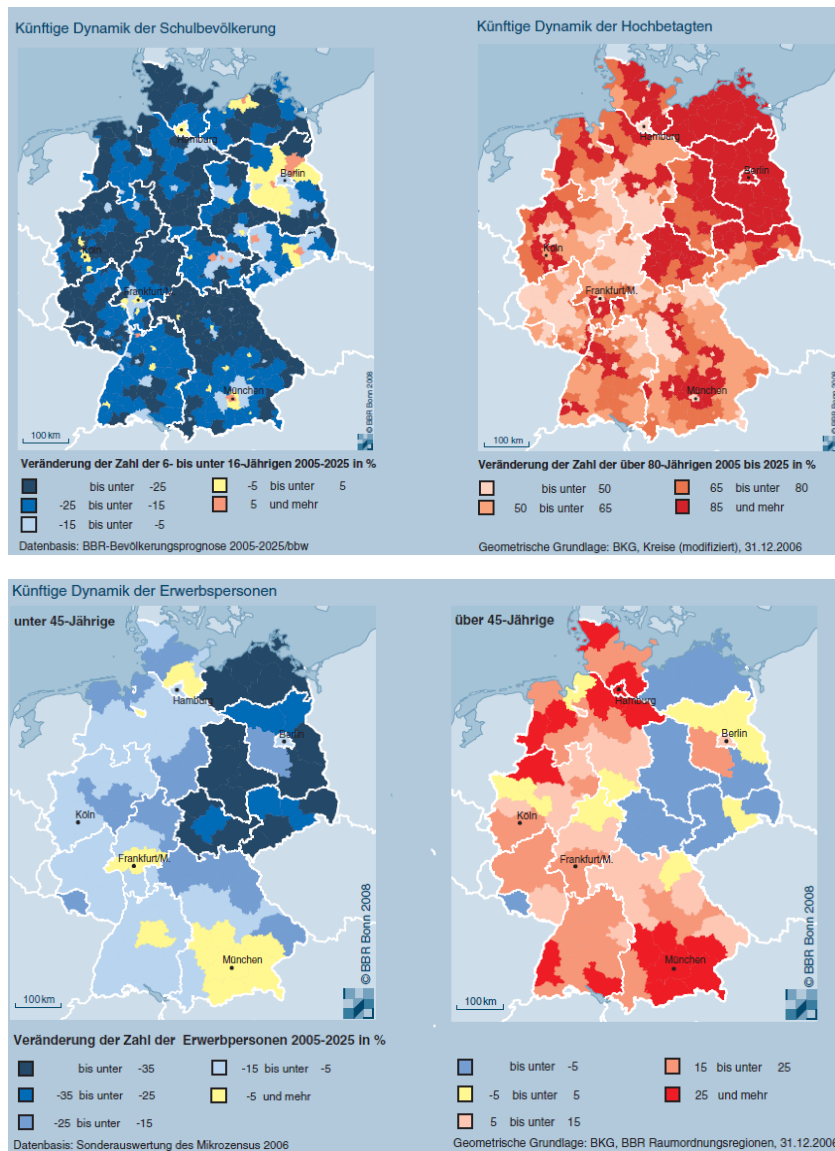 Künftige Dynamik der Schulbevölkerung
Hamburg
Berlin
Köln
Frankfurt/M.
München
100 km
© BBR Bonn 2008
Veränderung der Zahl der 6- bis unter 16-Jährigen 2005-2025 in %
bis unter -25
-25 bis unter -15
-15 bis unter -5
-5 bis unter 5
5 und mehr
Datenbasis: BBR-Bevölkerungsprognose 2005-2025/bbw
Künftige Dynamik der Hochbetagten
Hamburg
Berlin
Köln
Frankfurt/M.
München
100 km
© BBR Bonn 2008
Veränderung der Zahl der über 80-Jährigen 2005 bis 2025 in %
bis unter 50
50 bis unter 65
65 bis unter 80
85 und mehr
Geometrische Grundlage: BKG, Kreise (modifiziert), 31.12.2006
Künftige Dynamik der Erwerbspersonen
unter 45-Jährige
Hamburg
Berlin
Köln
Frankfurt/M.
München
100 km
© BBR Bonn 2008
Veränderung der Zahl der Erwerbpersonen 2005-2025 in %
bis unter -35
-35 bis unter -25
-25 bis unter -15
-15 bis unter -5
-5 und mehr
Datenbasis: Sonderauswertung des Mikrozensus 2006
über 45-Jährige
Hamburg
Berlin
Köln
Frankfurt/M.
München
100 km
© BBR Bonn 2008
bis unter -5
-5 bis unter 5
5 bis unter 15
15 bis unter 25
25 und mehr
Geometrische Grundlage: BKG, BBR Raumordnungsregionen, 31.12.2006